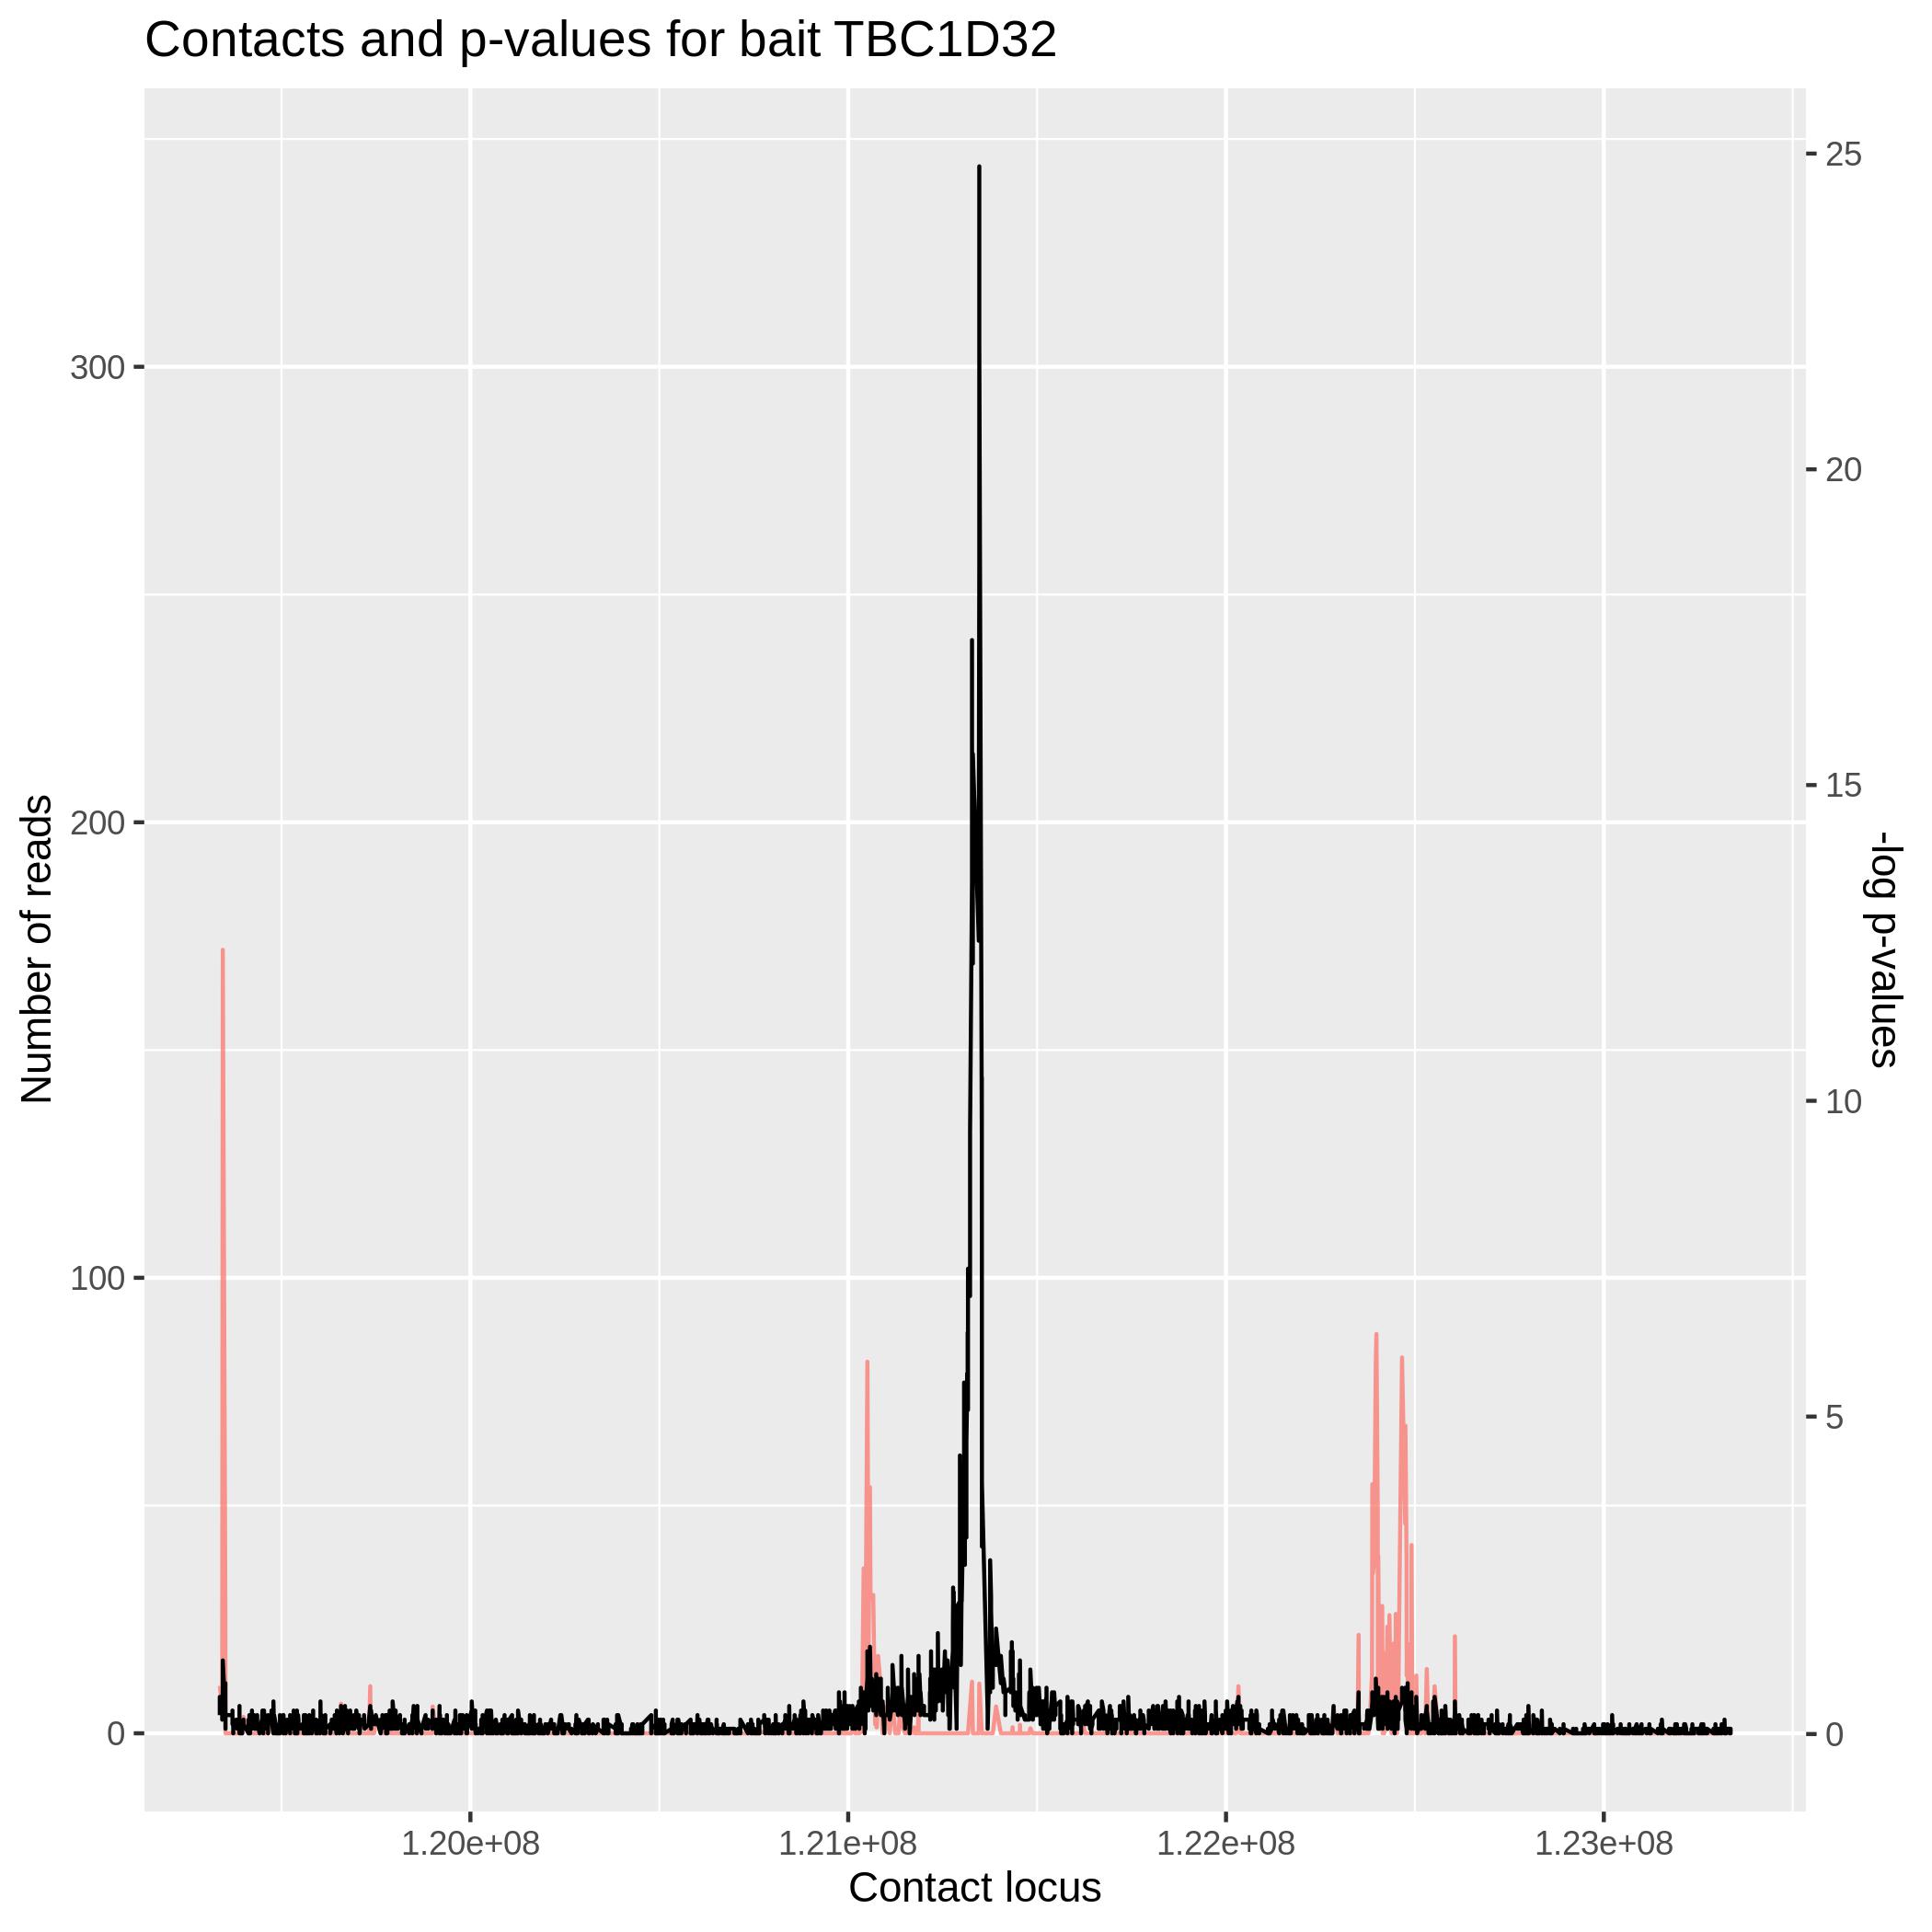 Contacts and p-values for bait TBC1D32
Number of reads
300
200
100
0
25
20
15
10
5
0
-log p-values
1.20e+08
1.21e+08
1.22e+08
1.23e+08
Contact locus